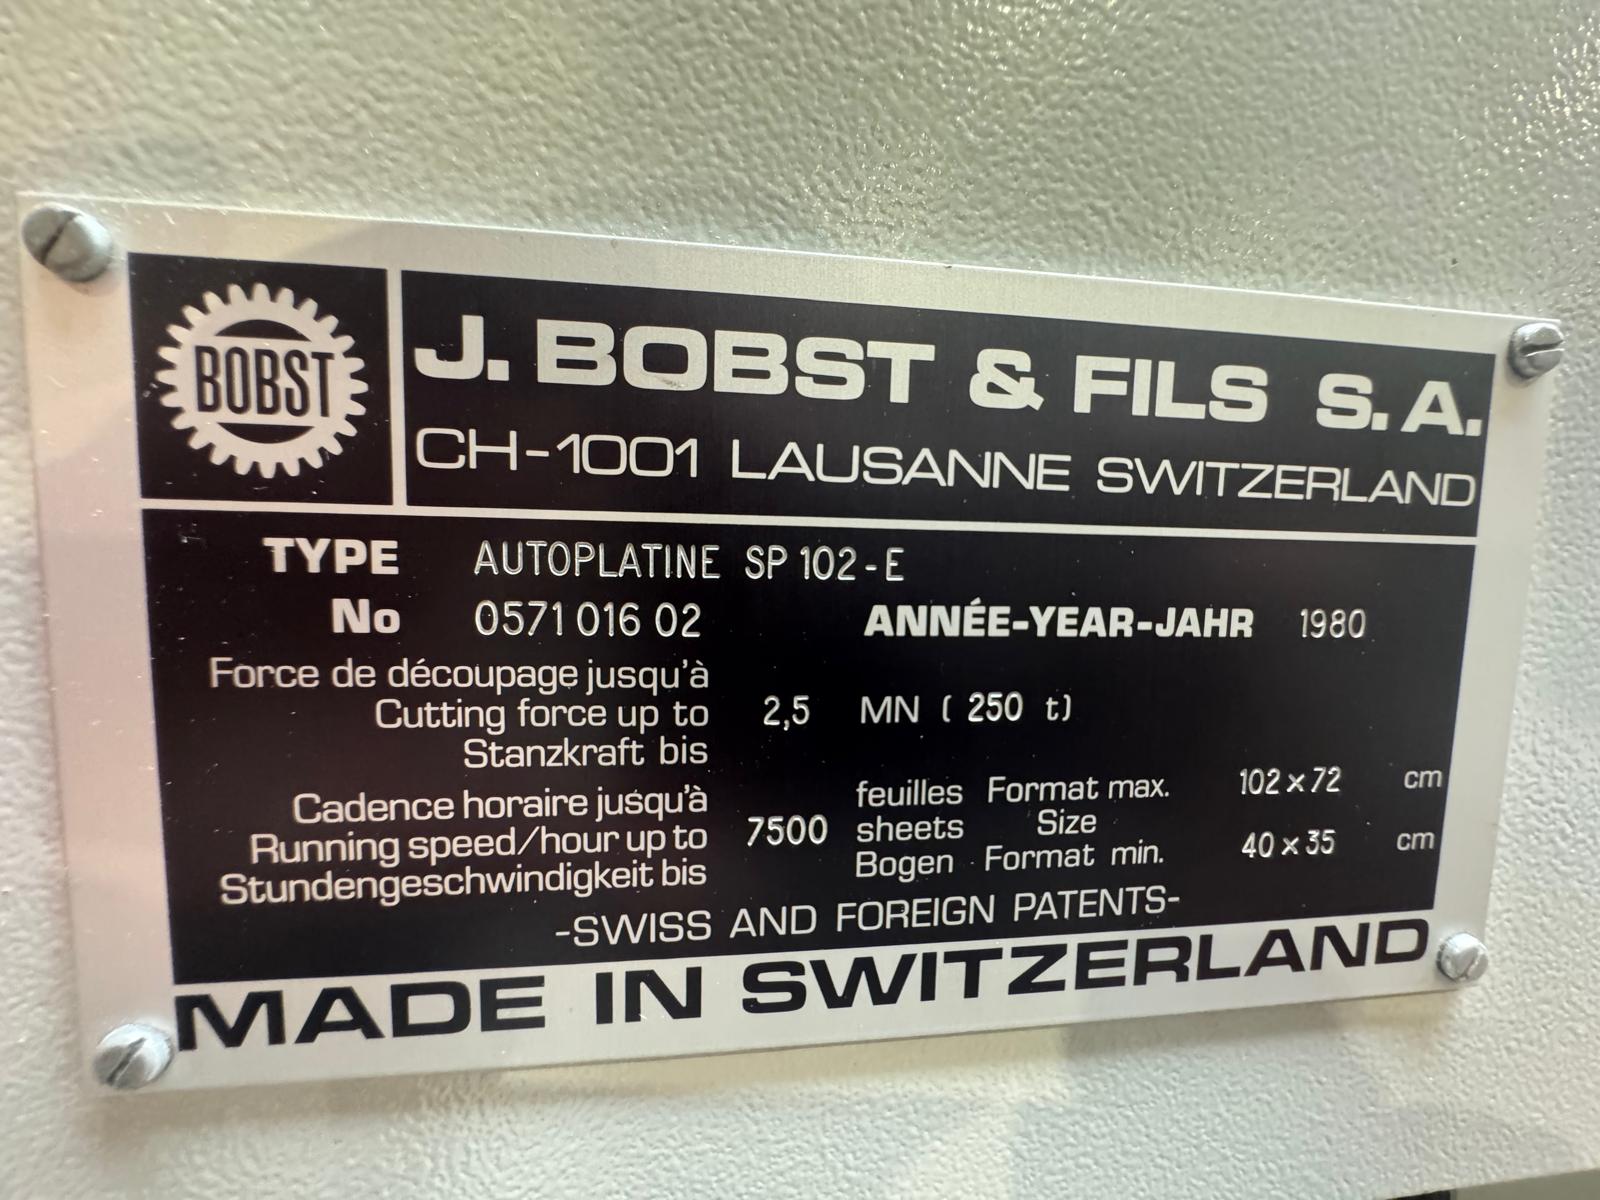 BOBST
J. BOBST & FILS S.A.
CH-1001 LAUSANNE SWITZERLAND
TYPE AUTOPLATINE SP 102-E
No 0571 016 02 ANNÉE-YEAR-JAHR 1980
Force de découpage jusqu'à
Cutting force up to 2,5 MN ( 250 t)
Stanzkraft bis
Cadence horaire jusqu'à feuilles Format max. 102 x 72 cm
Running speed/hour up to 7500 sheets Size
Stundengeschwindigkeit bis Bogen Format min. 40 x 35 cm
-SWISS AND FOREIGN PATENTS-
MADE IN SWITZERLAND